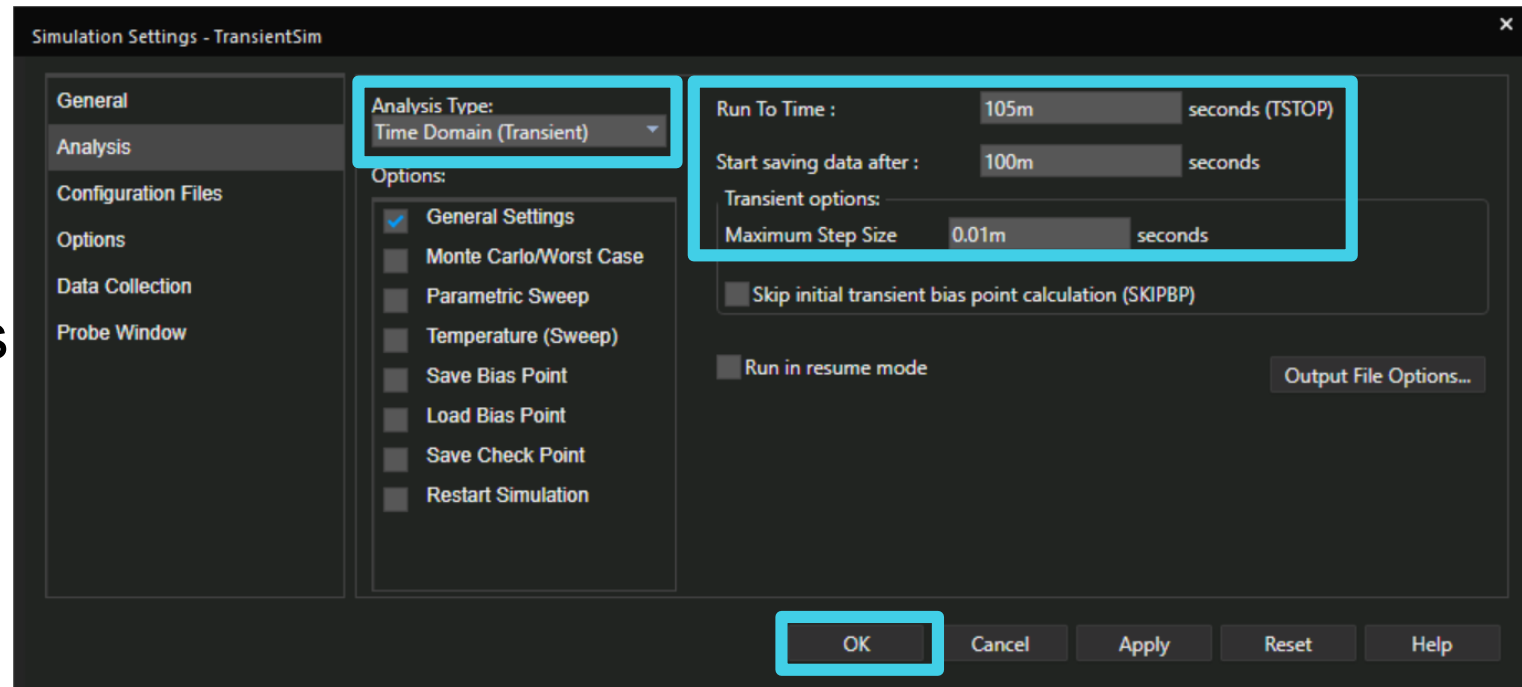 Simulation Settings - TransientSim
×
General
Analysis
Configuration Files
Options
Data Collection
Probe Window
s
Analysis Type:
Time Domain (Transient)
Options:
General Settings
Monte Carlo/Worst Case
Parametric Sweep
Temperature (Sweep)
Save Bias Point
Load Bias Point
Save Check Point
Restart Simulation
Run To Time : 105m seconds (TSTOP)
Start saving data after : 100m seconds
Transient options:
Maximum Step Size 0.01m seconds
Skip initial transient bias point calculation (SKIPBP)
Run in resume mode
Output File Options...
OK Cancel Apply Reset Help